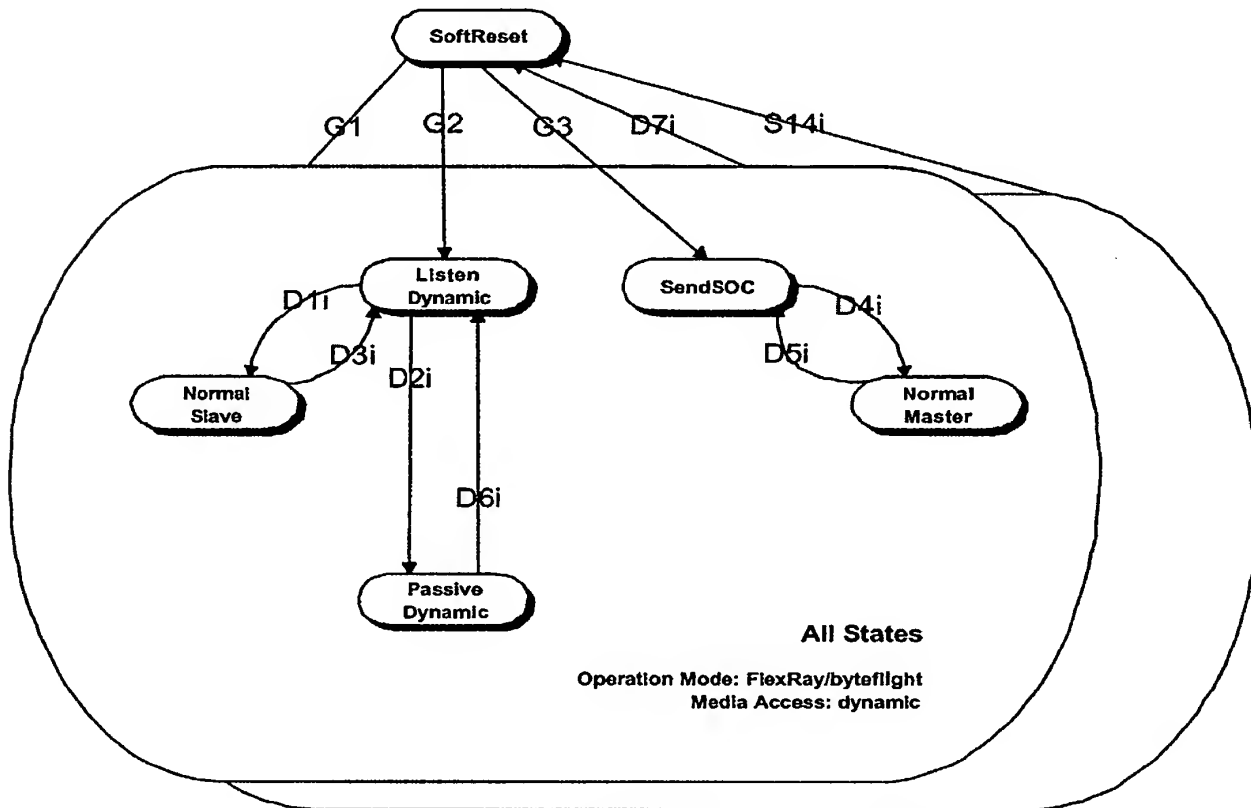 SoftReset
G1
G2
G3
D7i
S14i
Listen
Dynamic
SendSOC
D1i
D3i
D2i
D4i
D5i
Normal
Slave
Normal
Master
D6i
Passive
Dynamic
All States
Operation Mode: FlexRay/byteflight
Media Access: dynamic